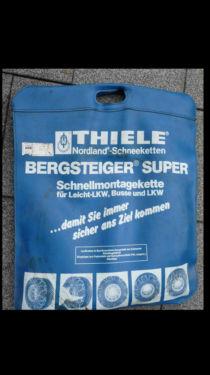 THIELE®
Nordland®-Schneeketten
BERGSTEIGER® SUPER
Schnellmontagekette
für Leicht-LKW, Busse und LKW
...damit Sie immer
sicher ans Ziel kommen